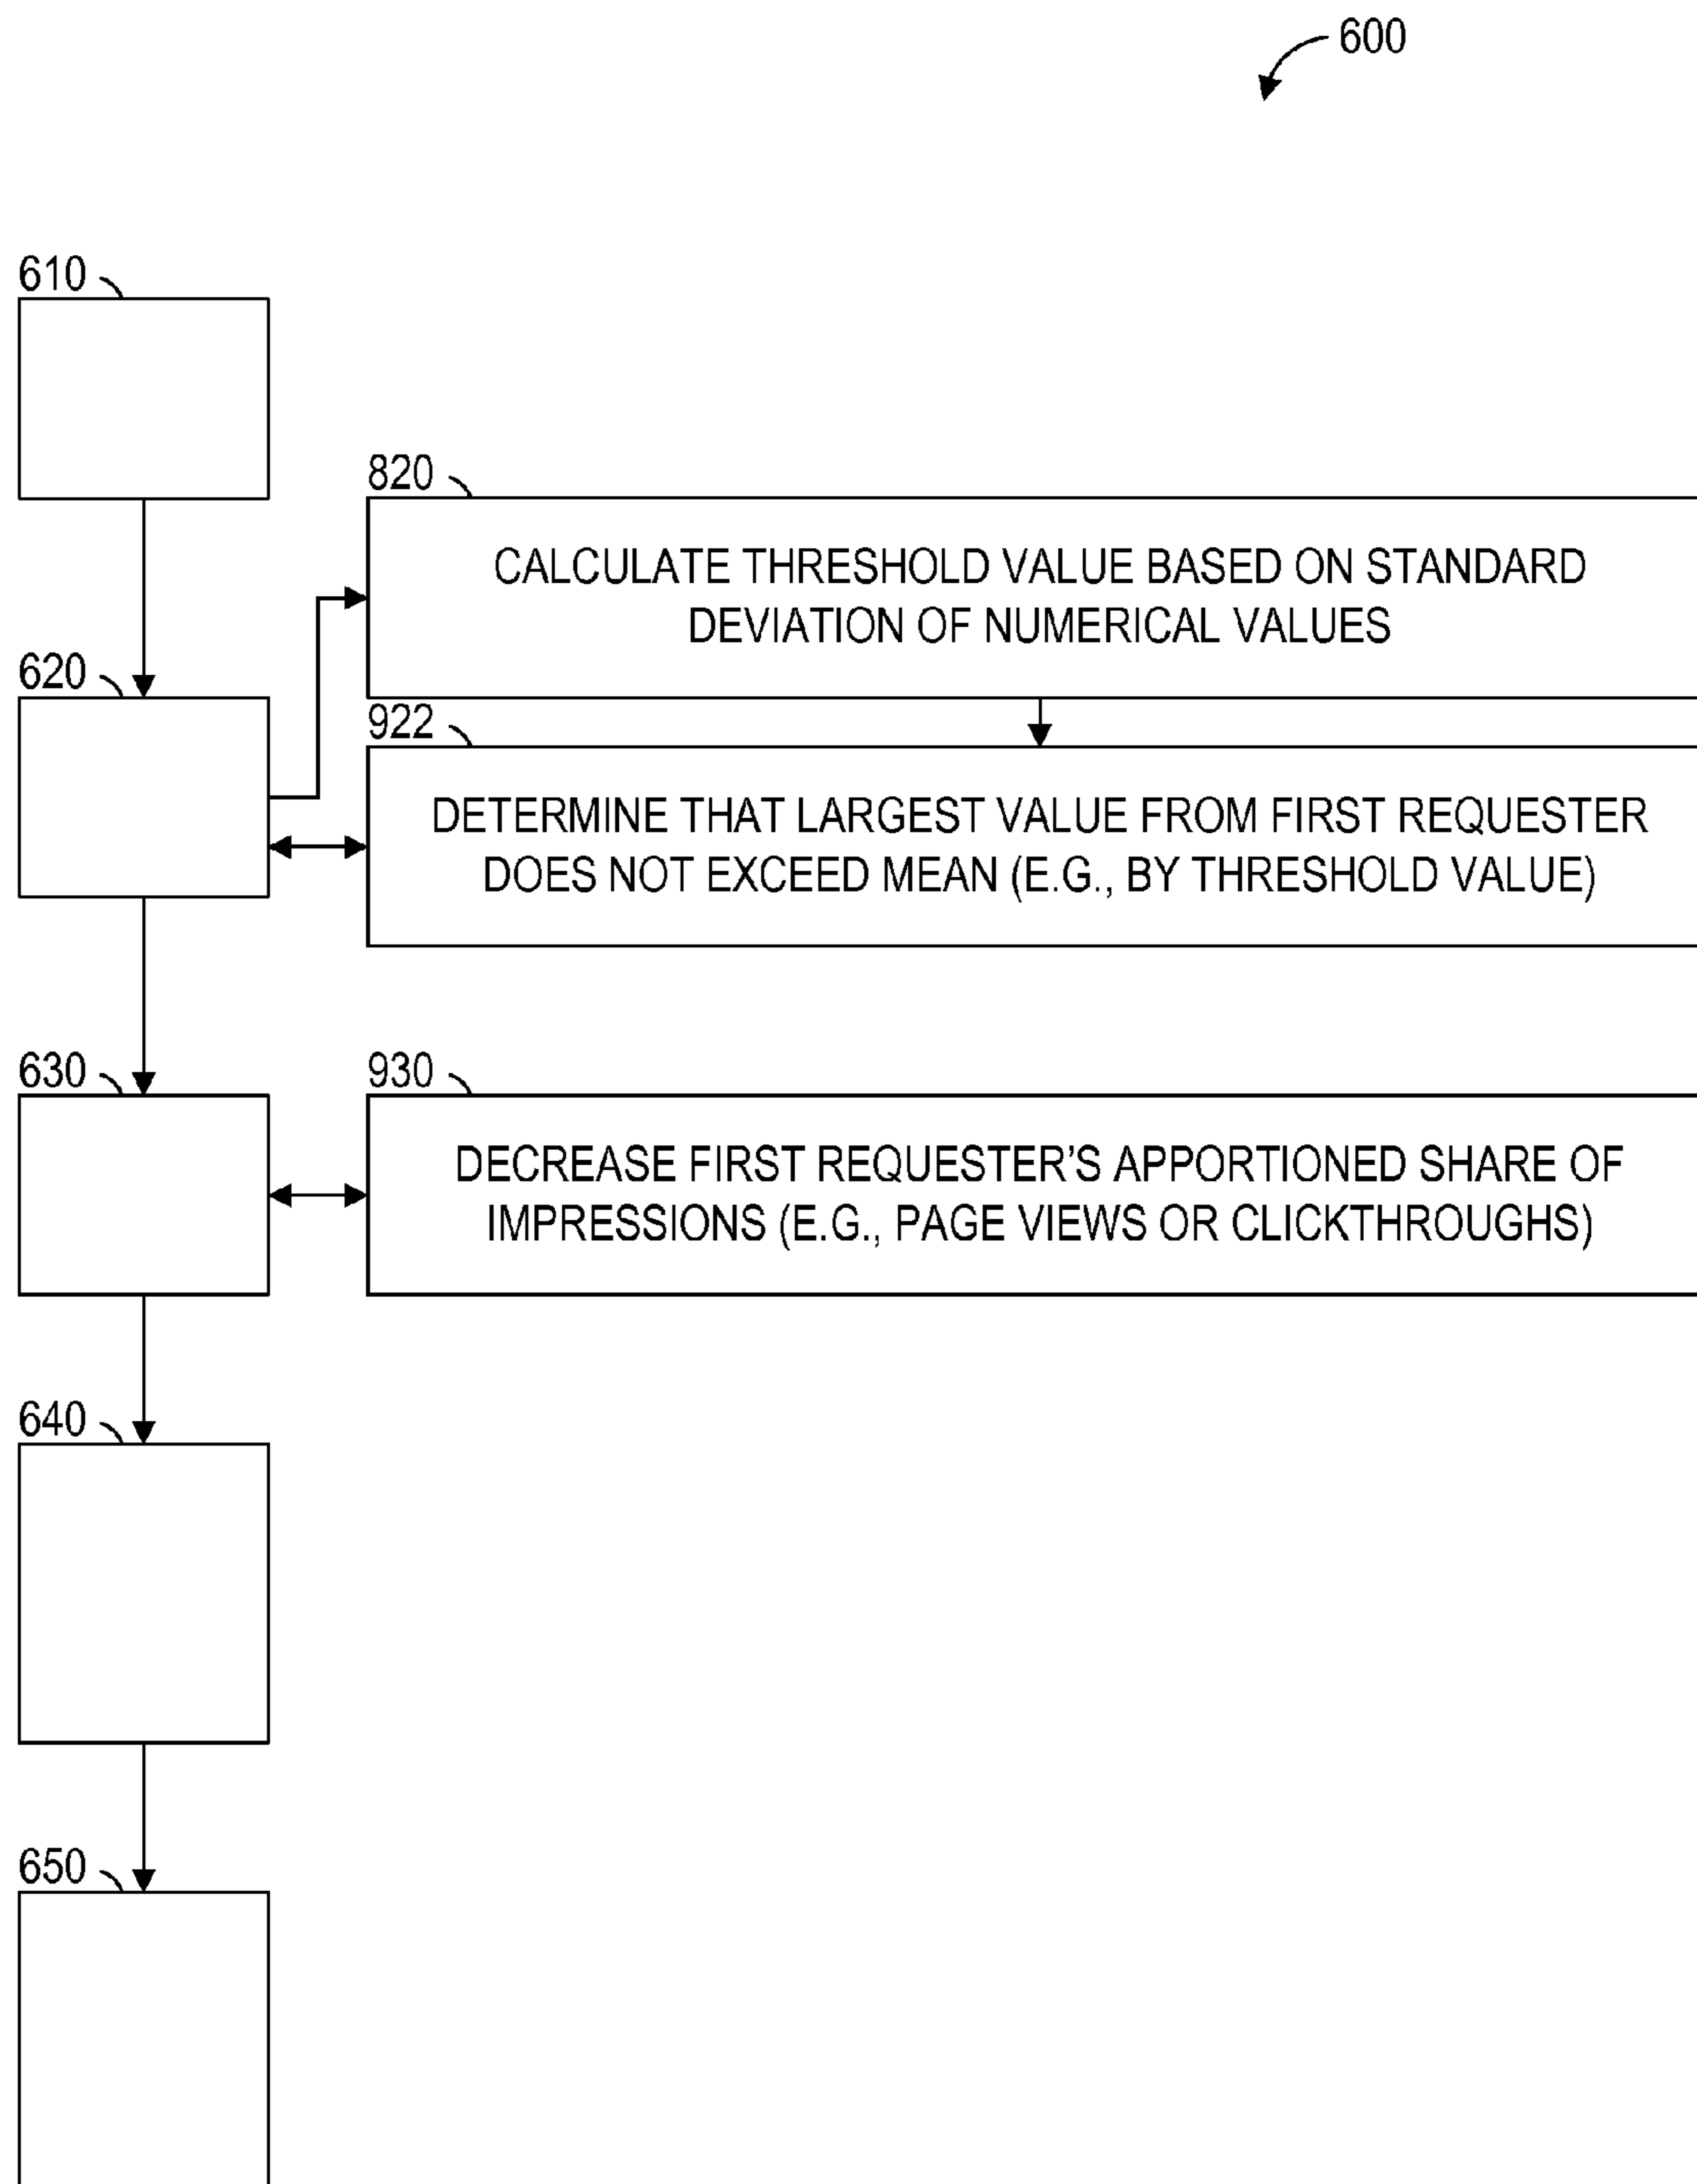 600
610
820
CALCULATE THRESHOLD VALUE BASED ON STANDARD
DEVIATION OF NUMERICAL VALUES
620
922
DETERMINE THAT LARGEST VALUE FROM FIRST REQUESTER
DOES NOT EXCEED MEAN (E.G., BY THRESHOLD VALUE)
630
930
DECREASE FIRST REQUESTER'S APPORTIONED SHARE OF
IMPRESSIONS (E.G., PAGE VIEWS OR CLICKTHROUGHS)
640
650